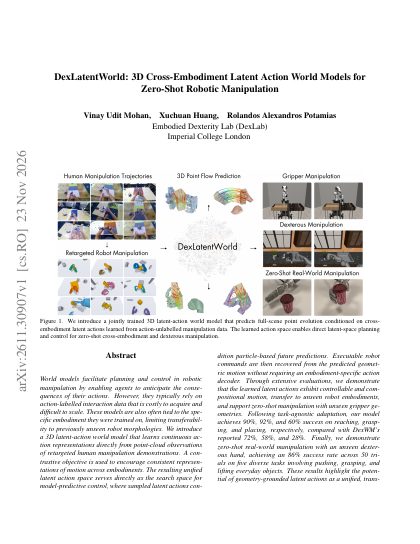 DexLatentWorld: 3D Cross-Embodiment Latent Action World Models for
Zero-Shot Robotic Manipulation
Vinay Udit Mohan, Xuchuan Huang, Rolandos Alexandros Potamias
Embodied Dexterity Lab (DexLab)
Imperial College London
arXiv:2611.30907v1 [cs.RO] 23 Nov 2026
Human Manipulation Trajectories
3D Point Flow Prediction
Gripper Manipulation
Dexterous Manipulation
DexLatentWorld
Retargeted Robot Manipulation
Zero-Shot Real-World Manipulation
Figure 1. We introduce a jointly trained 3D latent-action world model that predicts full-scene point evolution conditioned on cross-
embodiment latent actions learned from action-unlabelled manipulation data. The learned action space enables direct latent-space planning
and control for zero-shot cross-embodiment and dexterous manipulation.
Abstract
World models facilitate planning and control in robotic
manipulation by enabling agents to anticipate the conse-
quences of their actions. However, they typically rely on
action-labelled interaction data that is costly to acquire and
difficult to scale. These models are also often tied to the spe-
cific embodiment they were trained on, limiting transferabil-
ity to previously unseen robot morphologies. We introduce
a 3D latent-action world model that learns continuous action
representations directly from point-cloud observations
of retargeted human manipulation demonstrations. A con-
trastive objective is used to encourage consistent represen-
tations of motion across embodiments. The resulting unified
latent action space serves directly as the search space for
model-predictive control, where sampled latent actions con-
dition particle-based future predictions. Executable robot
commands are then recovered from the predicted geomet-
ric motion without requiring an embodiment-specific action
decoder. Through extensive evaluations, we demonstrate
that the learned latent actions exhibit controllable and com-
positional motion, transfer to unseen robot embodiments,
and support zero-shot manipulation with unseen gripper ge-
ometries. Following task-agnostic adaptation, our model
achieves 90%, 92%, and 60% success on reaching, grasp-
ing, and placing, respectively, compared with DexWM's
reported 72%, 58%, and 28%. Finally, we demonstrate
zero-shot real-world manipulation with an unseen dexter-
ous hand, achieving an 86% success rate across 50 tri-
als on five diverse tasks involving pushing, grasping, and
lifting everyday objects. These results highlight the poten-
tial of geometry-grounded latent actions as a unified, trans-